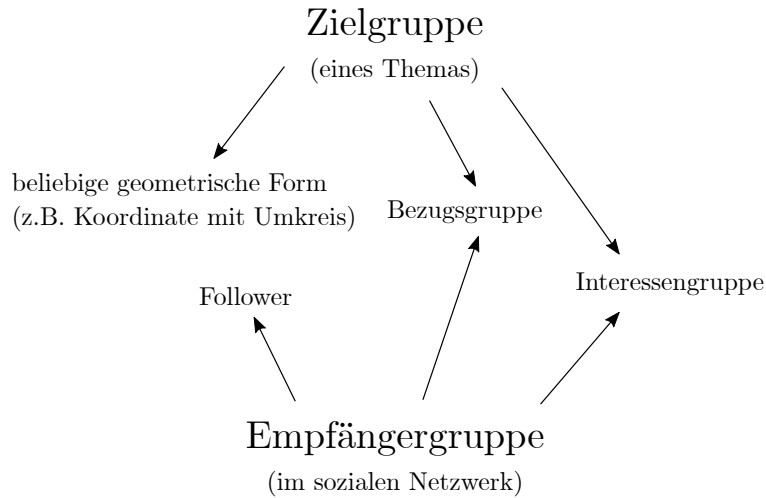 Zielgruppe
(eines Themas)
beliebige geometrische Form
(z.B. Koordinate mit Umkreis)
Bezugsgruppe
Interessengruppe
Follower
Empfängergruppe
(im sozialen Netzwerk)